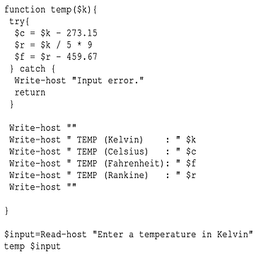 function temp($k){
try{
$c = $k - 273.15
$r = $k / 5 * 9
$f = $r - 459.67
} catch {
Write-host "Input error."
return
}
Write-host ""
Write-host " TEMP (Kelvin) : " $k
Write-host " TEMP (Celsius) : " $c
Write-host " TEMP (Fahrenheit): " $f
Write-host " TEMP (Rankine) : " $r
Write-host ""
}
$input=Read-host "Enter a temperature in Kelvin"
temp $input